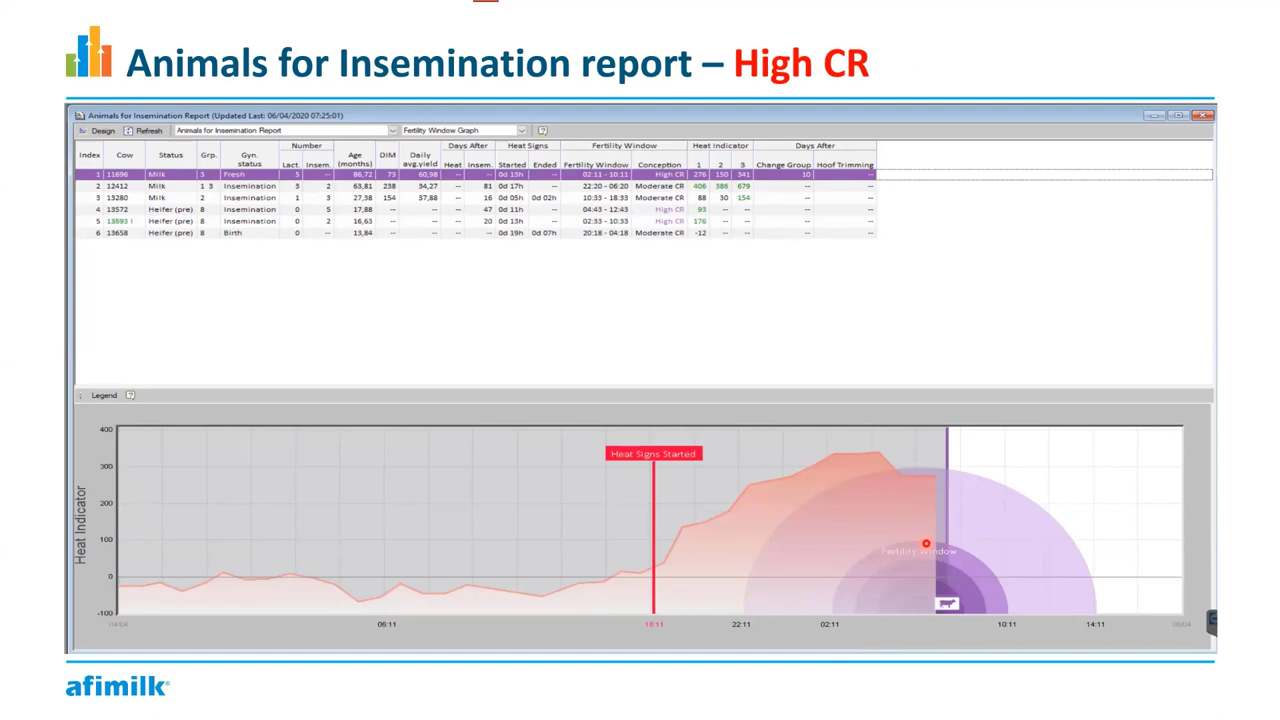 Animals for Insemination report – High CR
Animals for Insemination Report (Updated Last: 06/04/2020 07:25:01)
Design Refresh Animals for Insemination Report Fertility Window Graph
Number Days After Heat Signs Fertility Window Heat Indicator Days After
Index Cow Status Grp. Gyn. status Lact. Insem. Age (months) DIM Daily avg.yield Heat Insem. Started Ended Fertility Window Conception 1 2 3 Change Group Hoof Trimming
1 11696 Milk 3 Fresh 5 -- 86,72 73 60,98 -- -- 0d 13h 02:11 - 10:11 High CR 276 150 341 10 --
2 12412 Milk 1 3 Insemination 3 2 63,81 238 34,27 -- 81 0d 17h 22:20 - 06:20 Moderate CR 406 386 679 -- --
3 13280 Milk 2 Insemination 1 3 27,38 154 37,88 -- 16 0d 05h 0d 02h 10:33 - 18:33 Moderate CR 88 30 154 -- --
4 13572 Heifer (pre) 8 Insemination 0 5 17,88 -- -- -- 47 0d 11h 04:43 - 12:43 High CR 93 -- -- -- --
5 13593 ! Heifer (pre) 8 Insemination 0 2 16,63 -- -- -- 20 0d 13h 02:33 - 10:33 High CR 176 -- -- -- --
6 13658 Heifer (pre) 8 Birth 0 -- 13,84 -- -- -- -- 0d 19h 0d 07h 20:18 - 04:18 Moderate CR -12 -- -- -- --
Legend
Heat Indicator
400
300
200
100
0
-100
Heat Signs Started
Fertility Window
04/04 06:11 18:11 22:11 02:11 10:11 14:11
afimilk